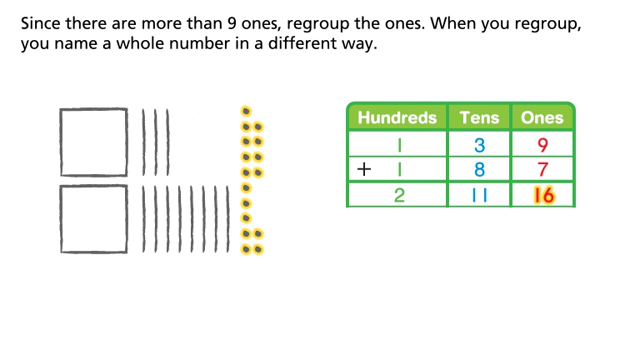 Since there are more than 9 ones, regroup the ones. When you regroup,
you name a whole number in a different way.
Hundreds Tens Ones
1 3 9
+ 1 8 7
2 11 16